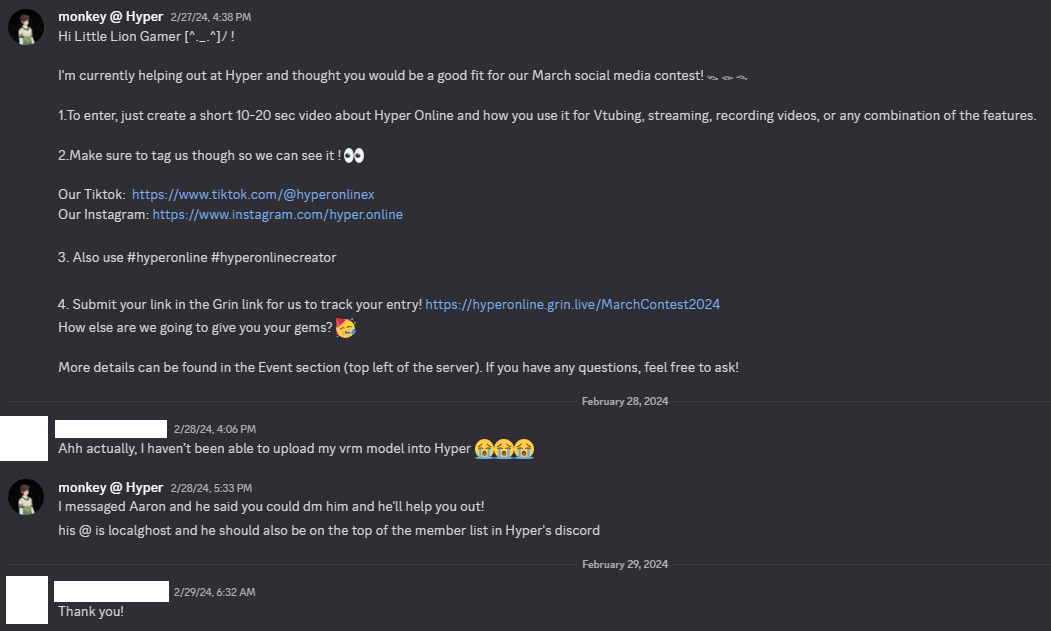 monkey @ Hyper 2/27/24, 4:38 PM
Hi Little Lion Gamer [^._.^]/ !
I'm currently helping out at Hyper and thought you would be a good fit for our March social media contest!
1.To enter, just create a short 10-20 sec video about Hyper Online and how you use it for Vtubing, streaming, recording videos, or any combination of the features.
2.Make sure to tag us though so we can see it ! 👀
Our Tiktok: https://www.tiktok.com/@hyperonlinex
Our Instagram: https://www.instagram.com/hyper.online
3. Also use #hyperonline #hyperonlinecreator
4. Submit your link in the Grin link for us to track your entry! https://hyperonline.grin.live/MarchContest2024
How else are we going to give you your gems? 🥳
More details can be found in the Event section (top left of the server). If you have any questions, feel free to ask!
February 28, 2024
2/28/24, 4:06 PM
Ahh actually, I haven't been able to upload my vrm model into Hyper 😭😭😭
monkey @ Hyper 2/28/24, 5:33 PM
I messaged Aaron and he said you could dm him and he'll help you out!
his @ is localghost and he should also be on the top of the member list in Hyper's discord
February 29, 2024
2/29/24, 6:32 AM
Thank you!